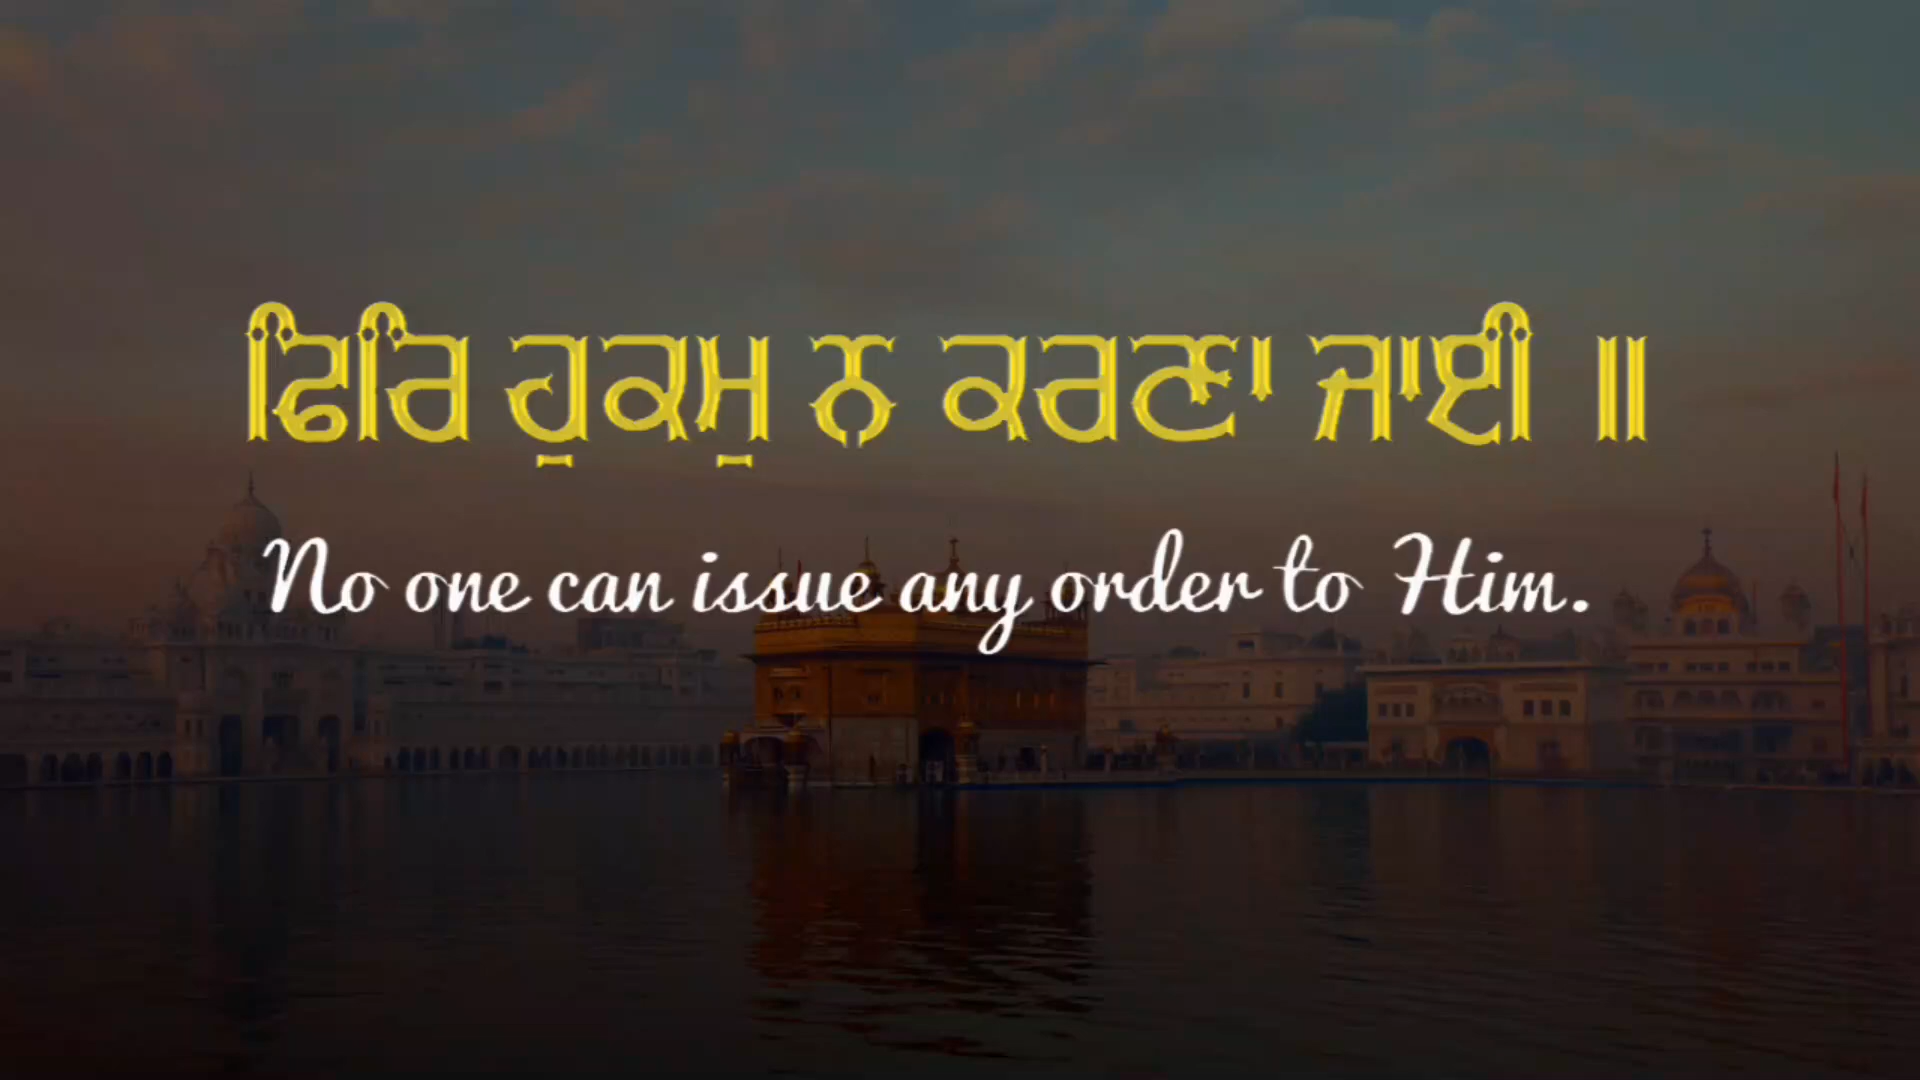 ਫਿਰਿ ਹੁਕਮੁ ਨ ਕਰਣਾ ਜਾਈ ॥
No one can issue any order to Him.